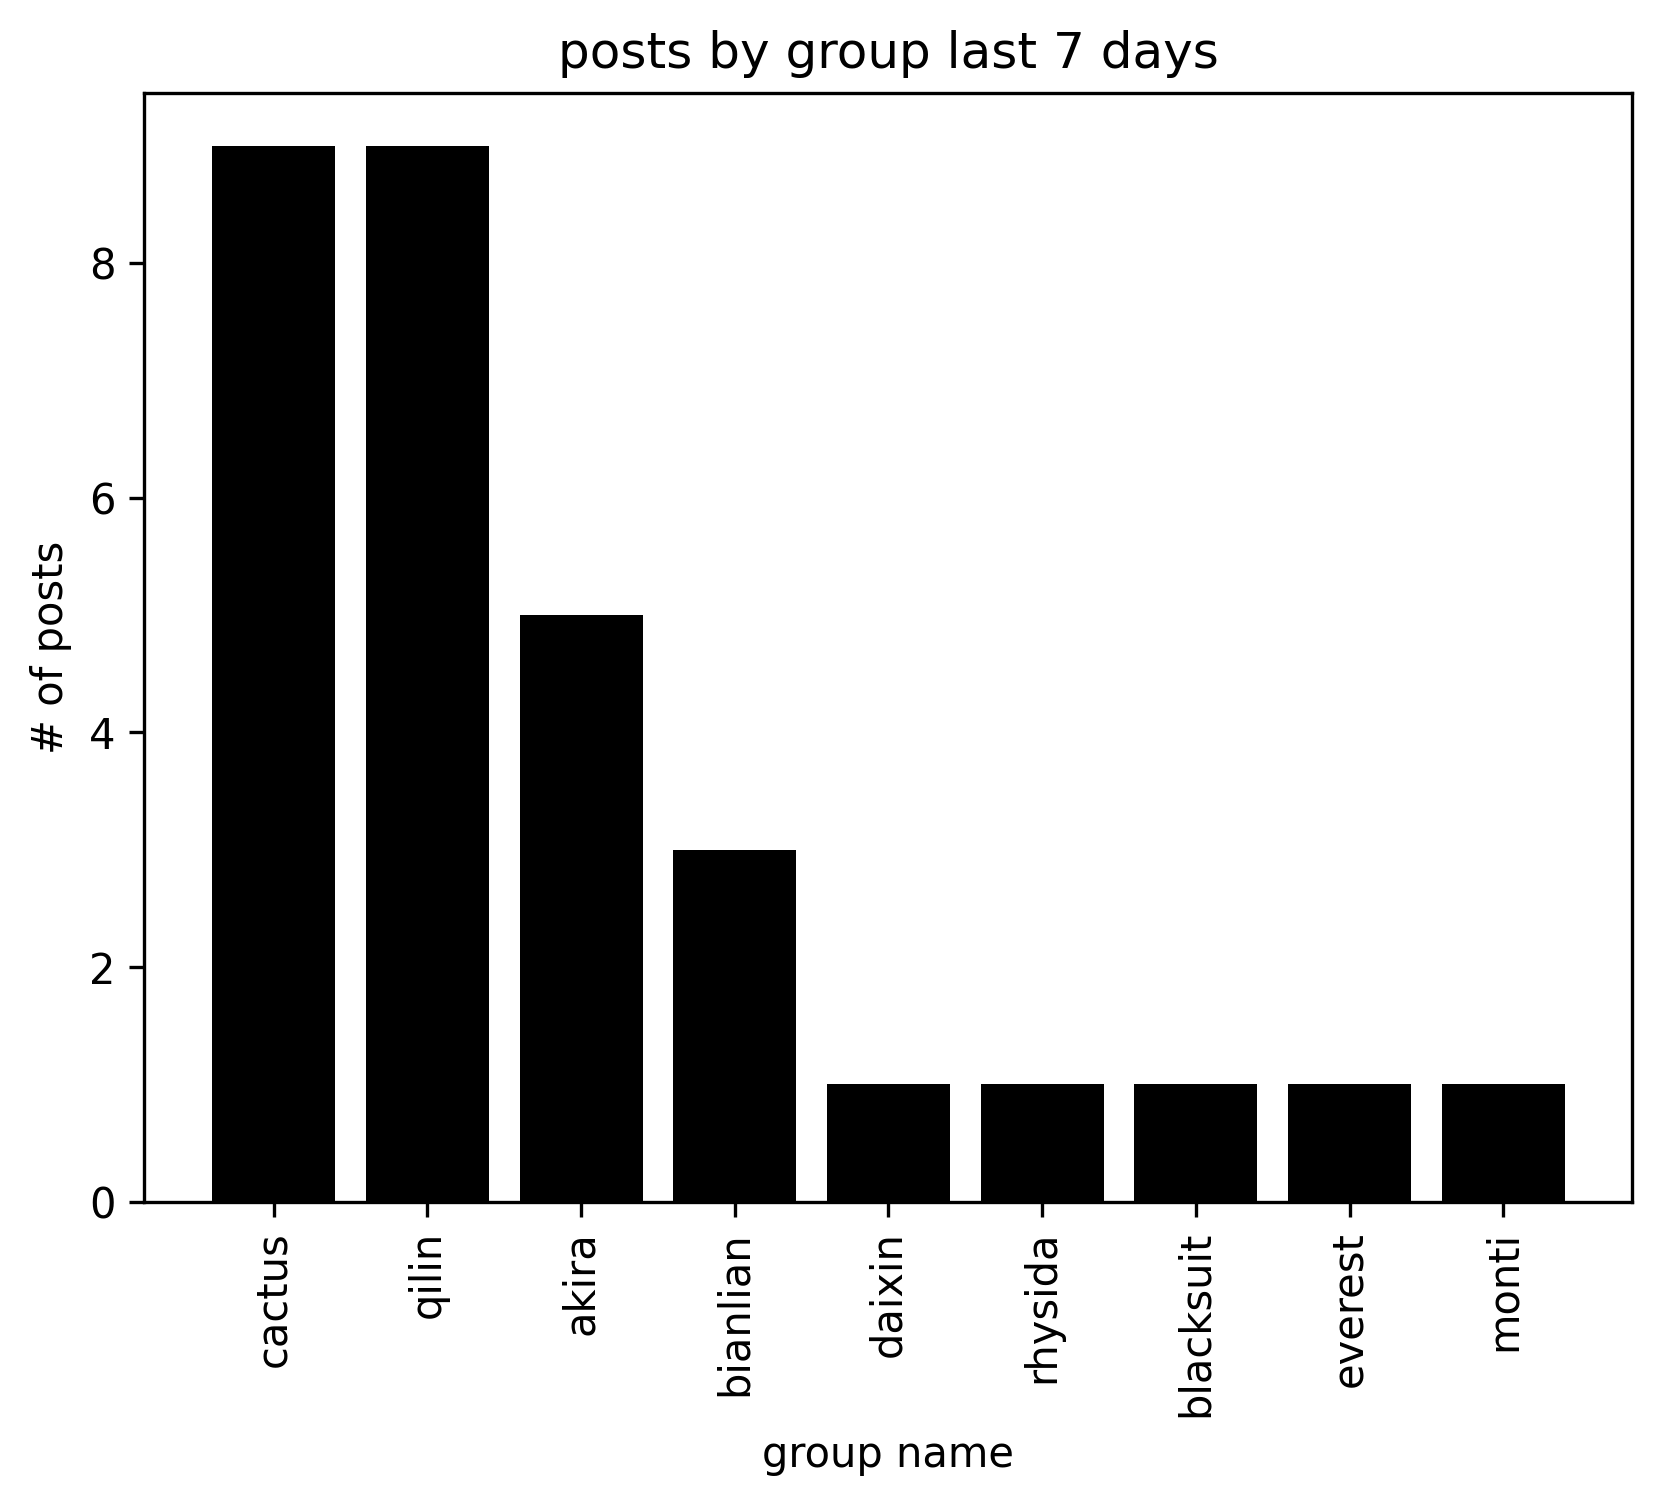 posts by group last 7 days
# of posts
8
6
4
2
0
cactus
qilin
akira
bianlian
daixin
rhysida
blacksuit
everest
monti
group name